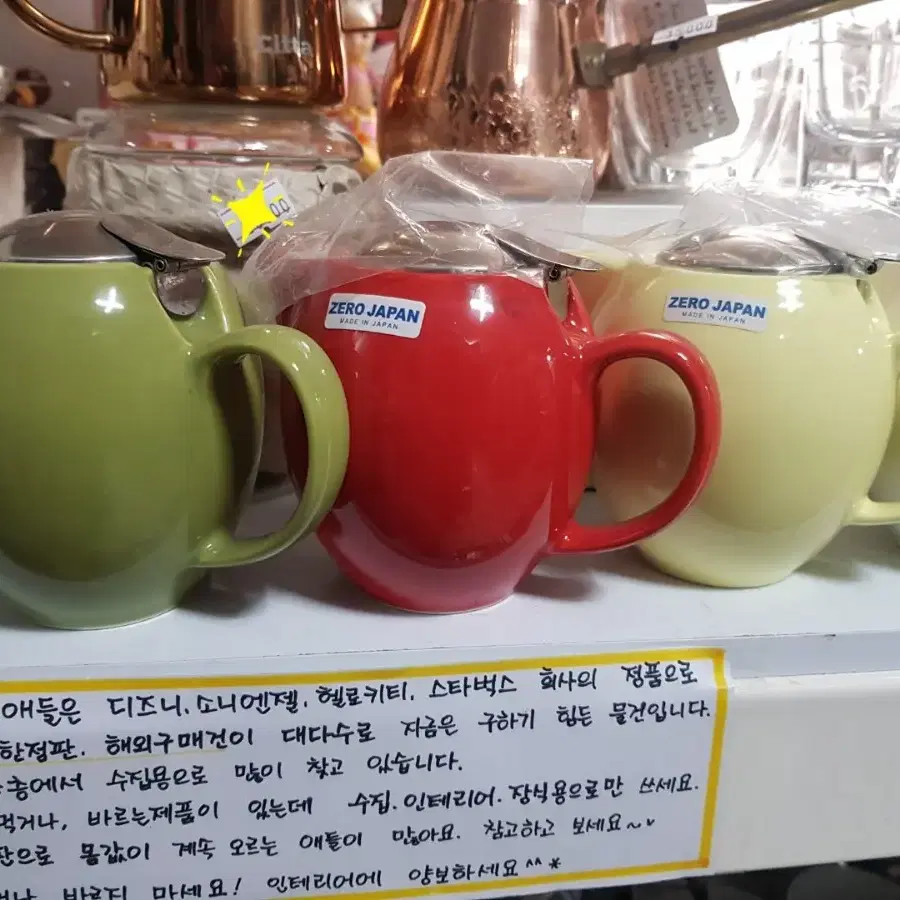 Citta
35,000
00
ZERO JAPAN
MADE IN JAPAN
ZERO JAPAN
MADE IN JAPAN
애들은 디즈니, 소니엔젤, 헬로키티, 스타벅스 회사의 정품으로
한정판, 해외구매건이 대다수로 지금은 구하기 힘든 물건입니다.
층에서 수집용으로 많이 찾고 있습니다.
먹거나, 바르는제품이 있는데 수집.인테리어.장식용으로만 쓰세요.
으로 몸값이 계속 오르는 애들이 많아요. 참고하고 보세요~
바르지 마세요! 인테리어에 양보하세요^^*